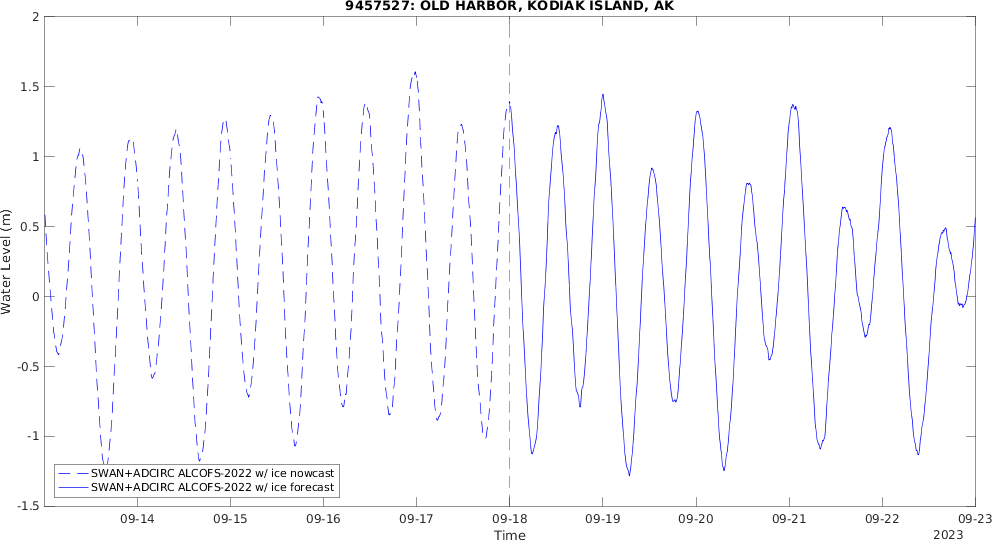 9457527: OLD HARBOR, KODIAK ISLAND, AK
2
1.5
1
0.5
0
-0.5
-1
-1.5
Water Level (m)
SWAN+ADCIRC ALCOFS-2022 w/ ice nowcast
SWAN+ADCIRC ALCOFS-2022 w/ ice forecast
09-14 09-15 09-16 09-17 09-18 09-19 09-20 09-21 09-22 09-23
Time
2023